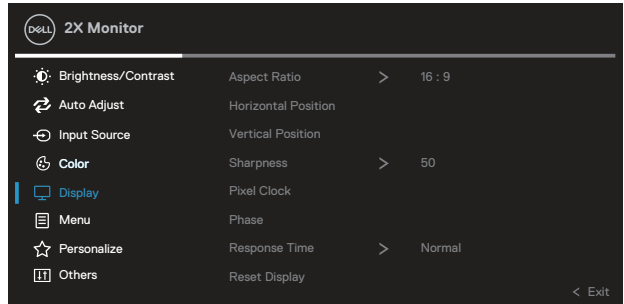 DELL 2X Monitor
Brightness/Contrast Aspect Ratio > 16 : 9
Auto Adjust Horizontal Position
Input Source Vertical Position
Color Sharpness > 50
Display Pixel Clock
Menu Phase
Personalize Response Time > Normal
Others Reset Display
< Exit